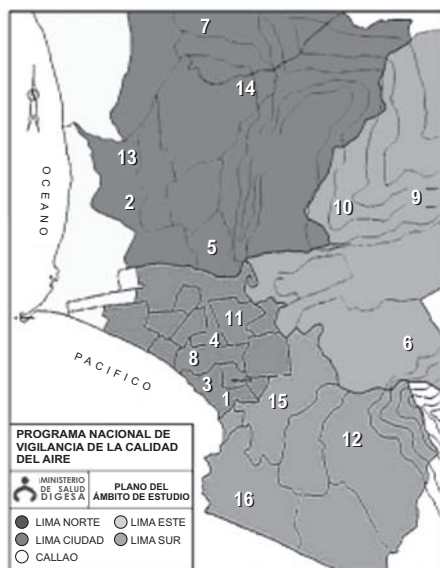 7
14
13
10
9
2
OCEANO
5
11
4
6
8
PACIFICO
3
1
15
12
16
PROGRAMA NACIONAL DE
VIGILANCIA DE LA CALIDAD
DEL AIRE
MINISTERIO
DE SALUD
DIGESA
PLANO DEL
ÁMBITO DE ESTUDIO
LIMA NORTE
LIMA ESTE
LIMA CIUDAD
LIMA SUR
CALLAO